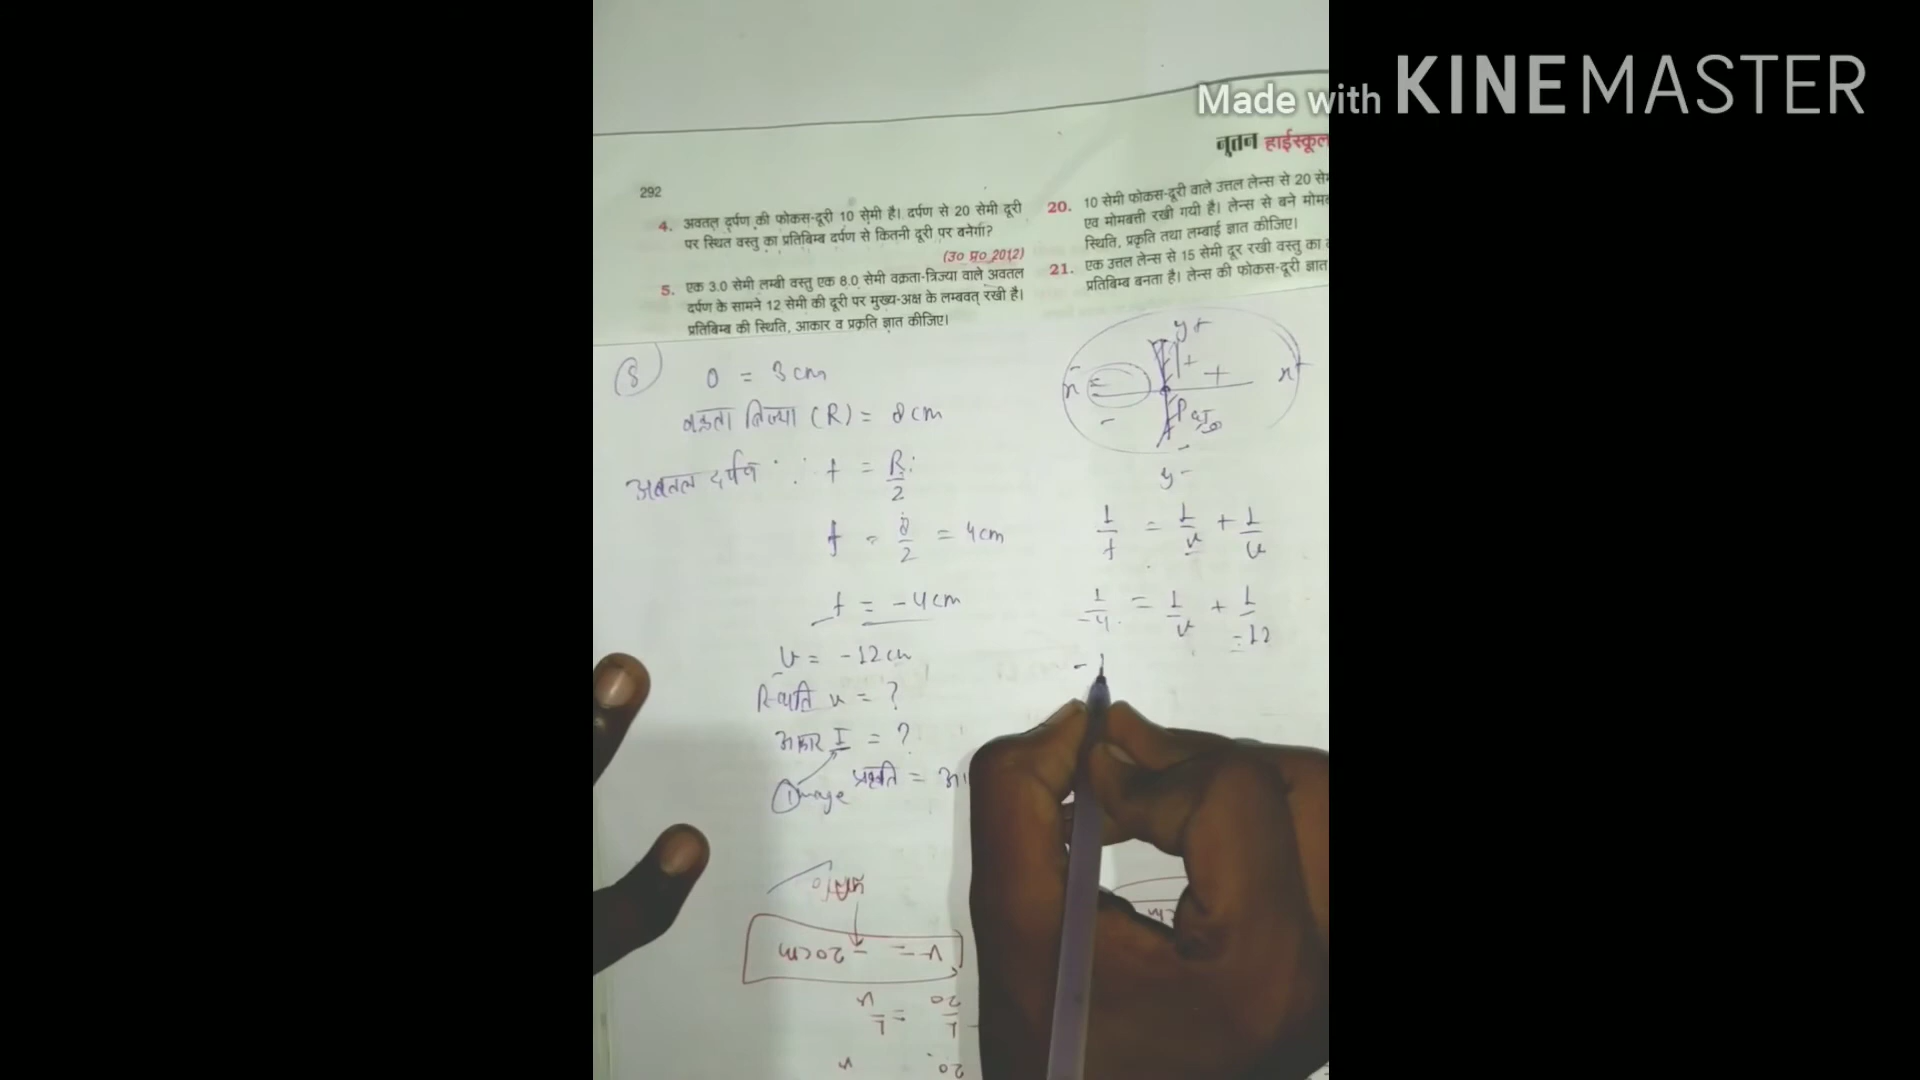 Made with KINEMASTER
नूतन हाईस्कूल
292
4. अवतल दर्पण की फोकस-दूरी 10 सेमी है। दर्पण से 20 सेमी दूरी
पर स्थित वस्तु का प्रतिबिम्ब दर्पण से कितनी दूरी पर बनेगा?
(उ० प्र० 2012)
5. एक 3.0 सेमी लम्बी वस्तु एक 8.0 सेमी वक्रता-त्रिज्या वाले अवतल
दर्पण के सामने 12 सेमी की दूरी पर मुख्य-अक्ष के लम्बवत् रखी है।
प्रतिबिम्ब की स्थिति, आकार व प्रकृति ज्ञात कीजिए।
20. 10 सेमी फोकस-दूरी वाले उत्तल लेन्स से 20
एव मोमबत्ती रखी गयी है। लेन्स से बने
स्थिति, प्रकृति तथा लम्बाई ज्ञात कीजिए।
21. एक उत्तल लेन्स से 15 सेमी दूर रखी वस्तु का
प्रतिबिम्ब बनता है। लेन्स की फोकस-दूरी ज्ञात
O = 3 cm
वक्रता त्रिज्या (R) = 8 cm
अवतल दर्पण ∵ f = R/2
f = 8/2 = 4 cm
f = -4 cm
u = -12 cm
स्थिति v = ?
आकार I = ?
Image
प्रकृति =
y+
+ +
x- x+
-
P
-
y-
1/f = 1/v + 1/u
1/-4 = 1/v + 1/-12
- 1
v = - 20cm